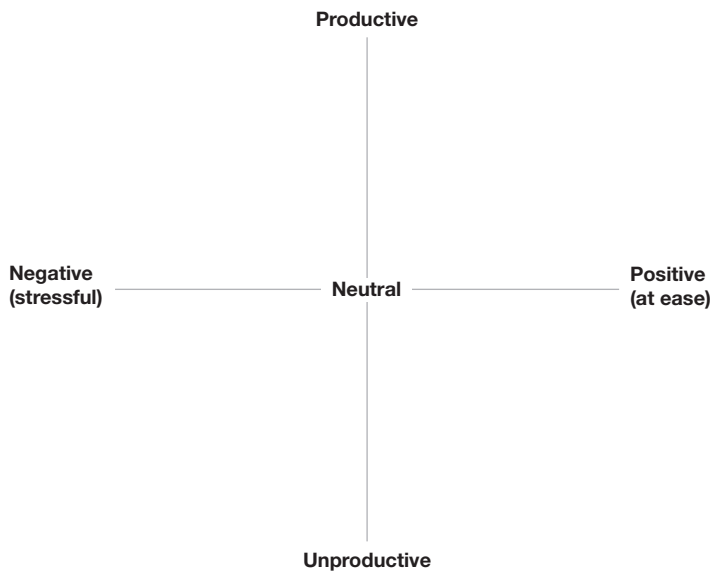 Productive
Negative
(stressful)
Neutral
Positive
(at ease)
Unproductive